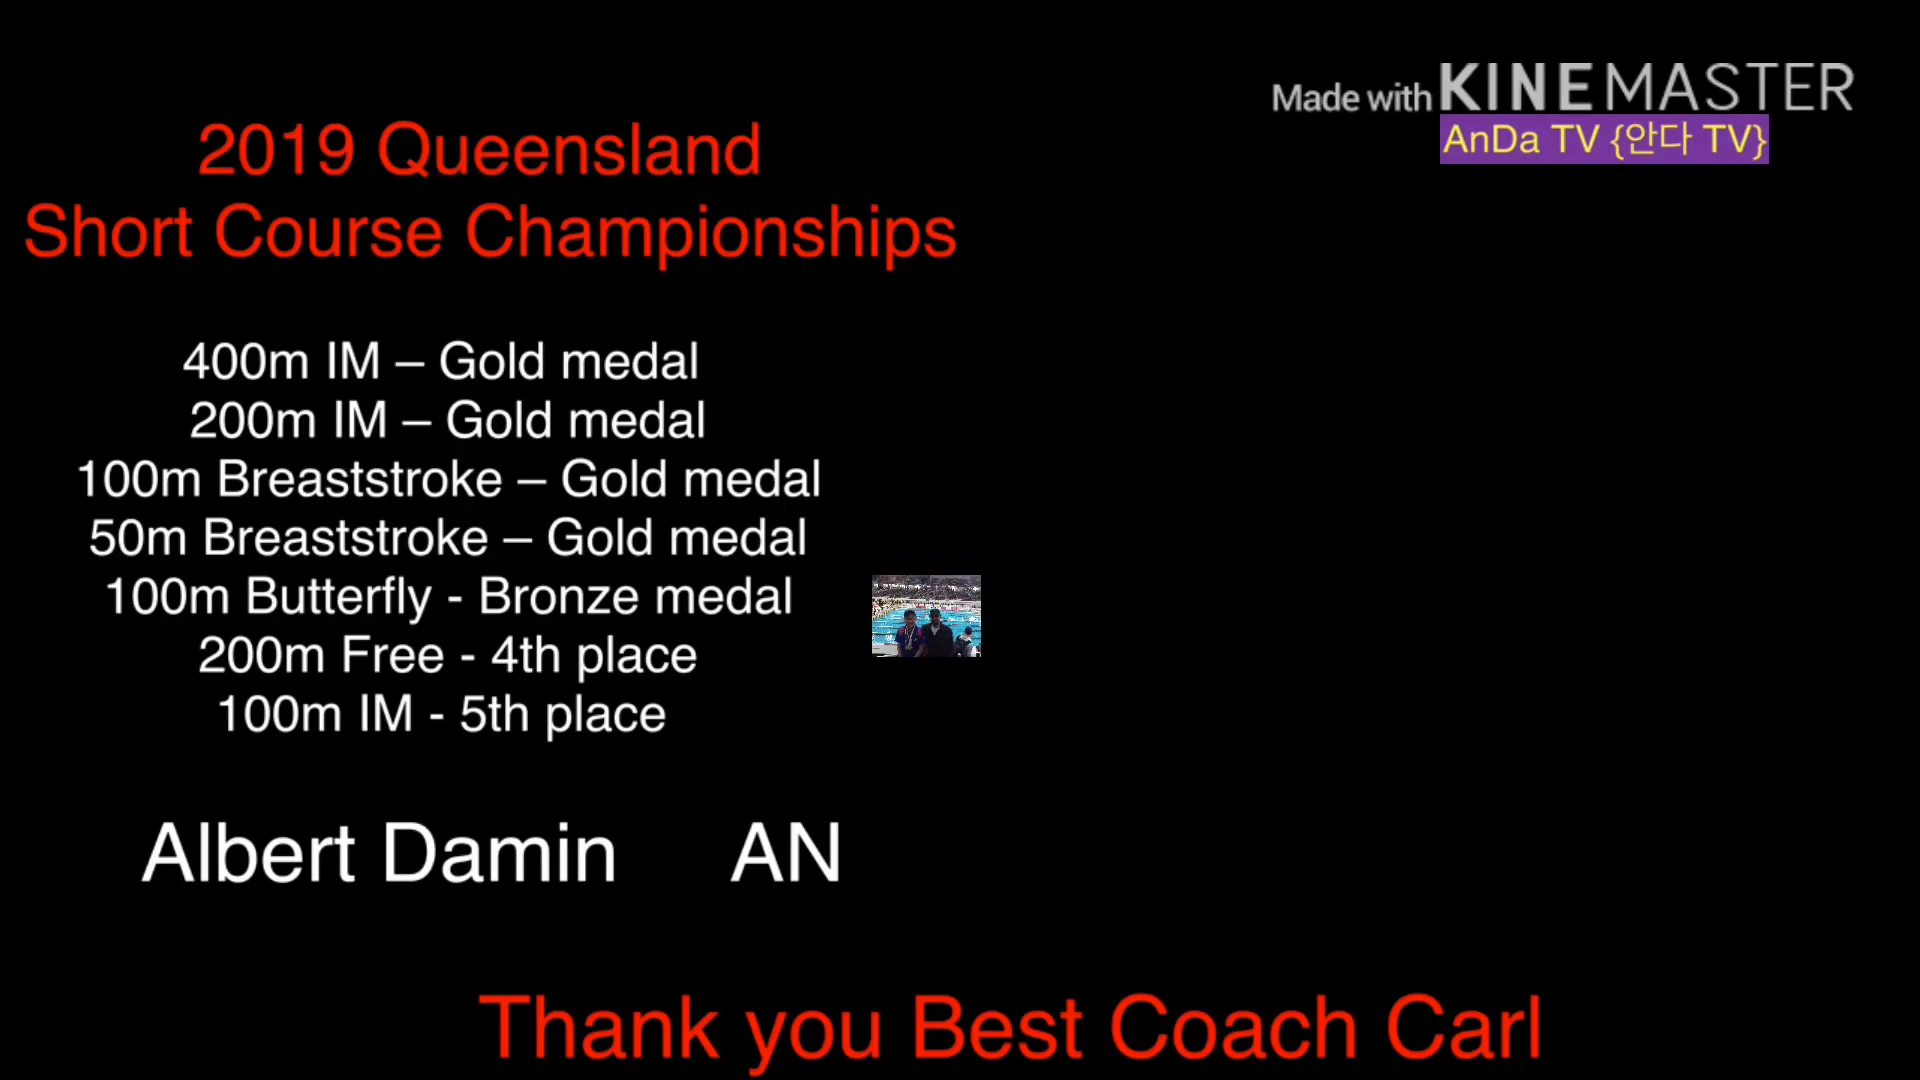 Made with KINEMASTER
AnDa TV {안다 TV}
2019 Queensland
Short Course Championships
400m IM – Gold medal
200m IM – Gold medal
100m Breaststroke – Gold medal
50m Breaststroke – Gold medal
100m Butterfly - Bronze medal
200m Free - 4th place
100m IM - 5th place
Albert Damin AN
Thank you Best Coach Carl